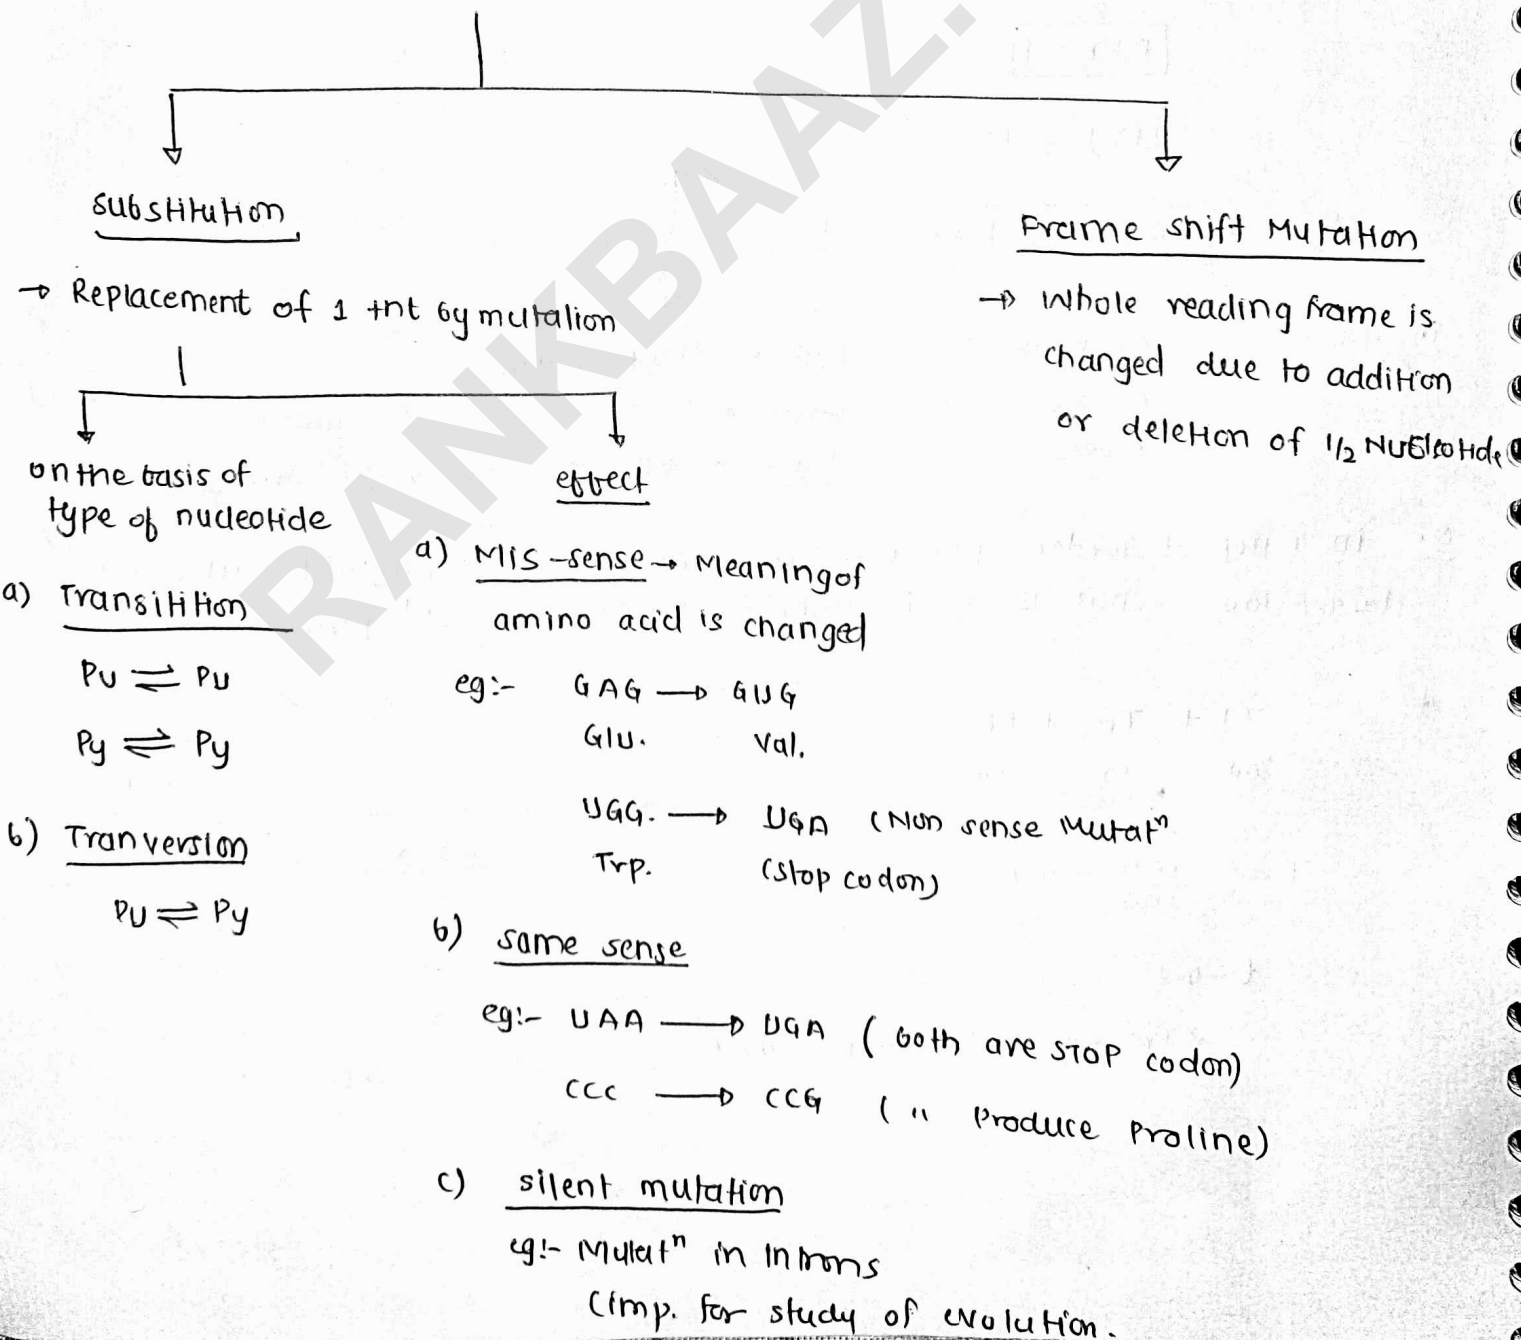 substitution
→ Replacement of 1 +nt by mutation
on the basis of
type of nucleotide
a) Transitition
Pu ⇌ Pu
Py ⇌ Py
b) Tranversion
Pu ⇌ Py
effect
a) Mis-sense → Meaning of
amino acid is changed
eg:- GAG → GUG
Glu. Val.
UGG. → UGA (Non sense Mutatⁿ
Trp. (Stop codon)
b) same sense
eg:- UAA → UGA ( both are STOP codon)
CCC → CCG ( " Produce Proline)
c) silent mutation
eg:- Mutatⁿ in Introns
(imp. for study of evolution.
Frame shift Mutation
→ Whole reading frame is
changed due to addition
or deletion of 1/2
RANKBAAZ.